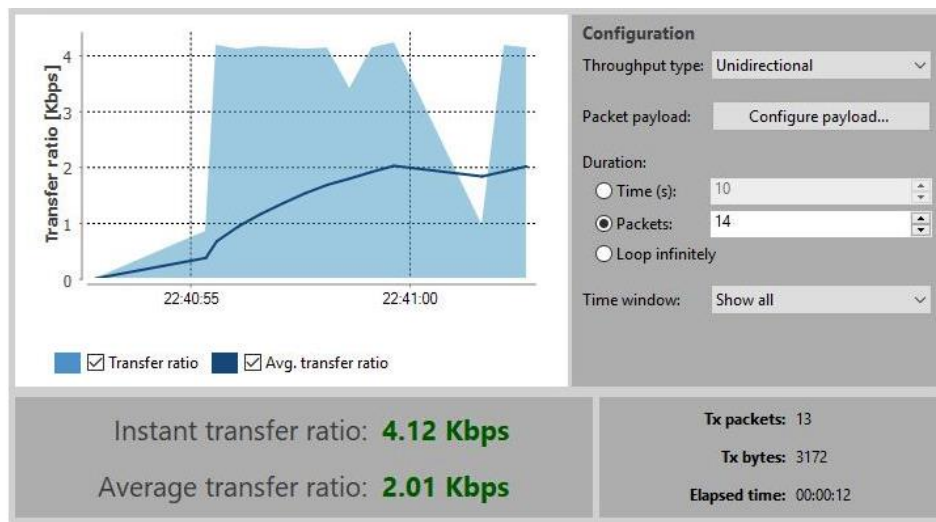 Transfer ratio [Kbps]
4
3
2
1
0
22:40:55
22:41:00
Transfer ratio
Avg. transfer ratio
Configuration
Throughput type: Unidirectional
Packet payload: Configure payload...
Duration:
Time (s): 10
Packets: 14
Loop infinitely
Time window: Show all
Instant transfer ratio: 4.12 Kbps
Average transfer ratio: 2.01 Kbps
Tx packets: 13
Tx bytes: 3172
Elapsed time: 00:00:12